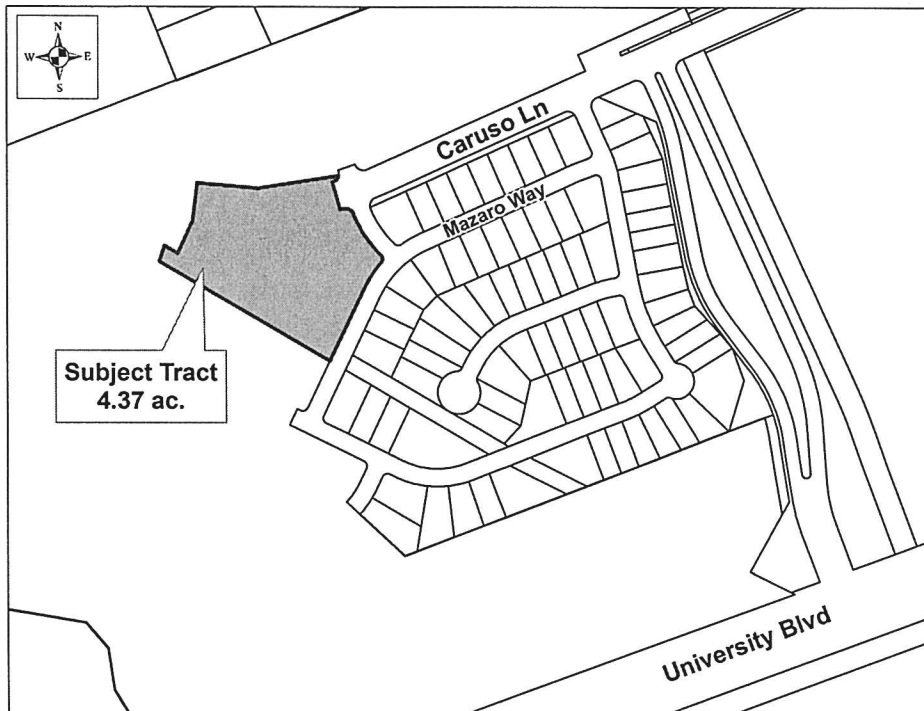 N
W E
S
Caruso Ln
Mazaro Way
Subject Tract
4.37 ac.
University Blvd